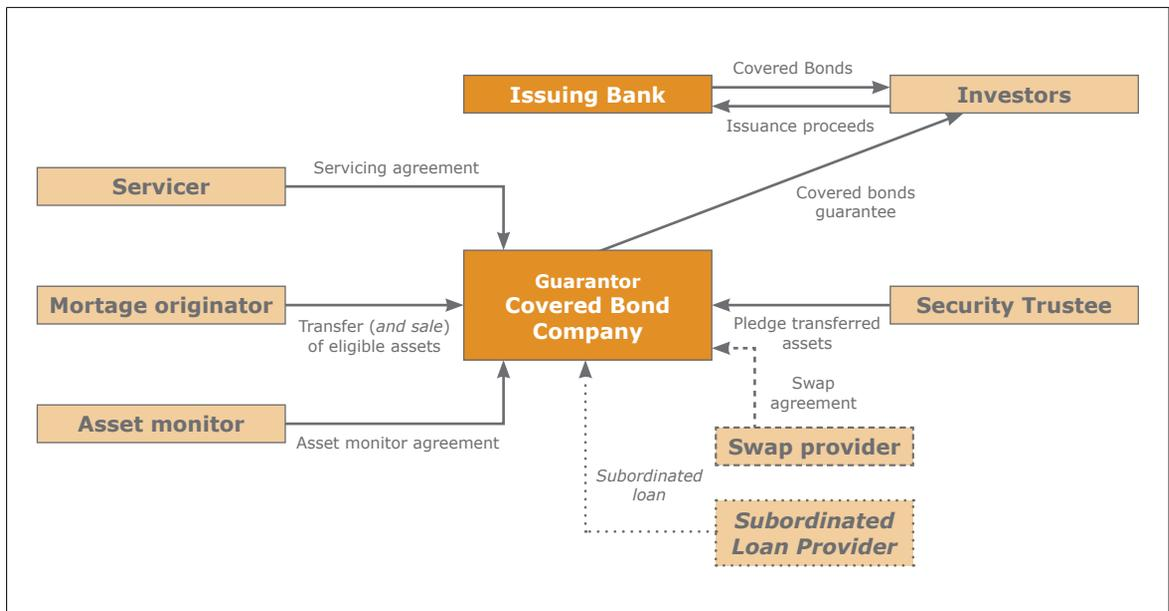 Covered Bonds
Issuing Bank
Investors
Issuance proceeds
Servicing agreement
Servicer
Covered bonds
guarantee
Guarantor
Covered Bond
Company
Mortage originator
Transfer (and sale)
of eligible assets
Security Trustee
Pledge transferred
assets
Swap
agreement
Asset monitor
Asset monitor agreement
Swap provider
Subordinated
loan
Subordinated
Loan Provider